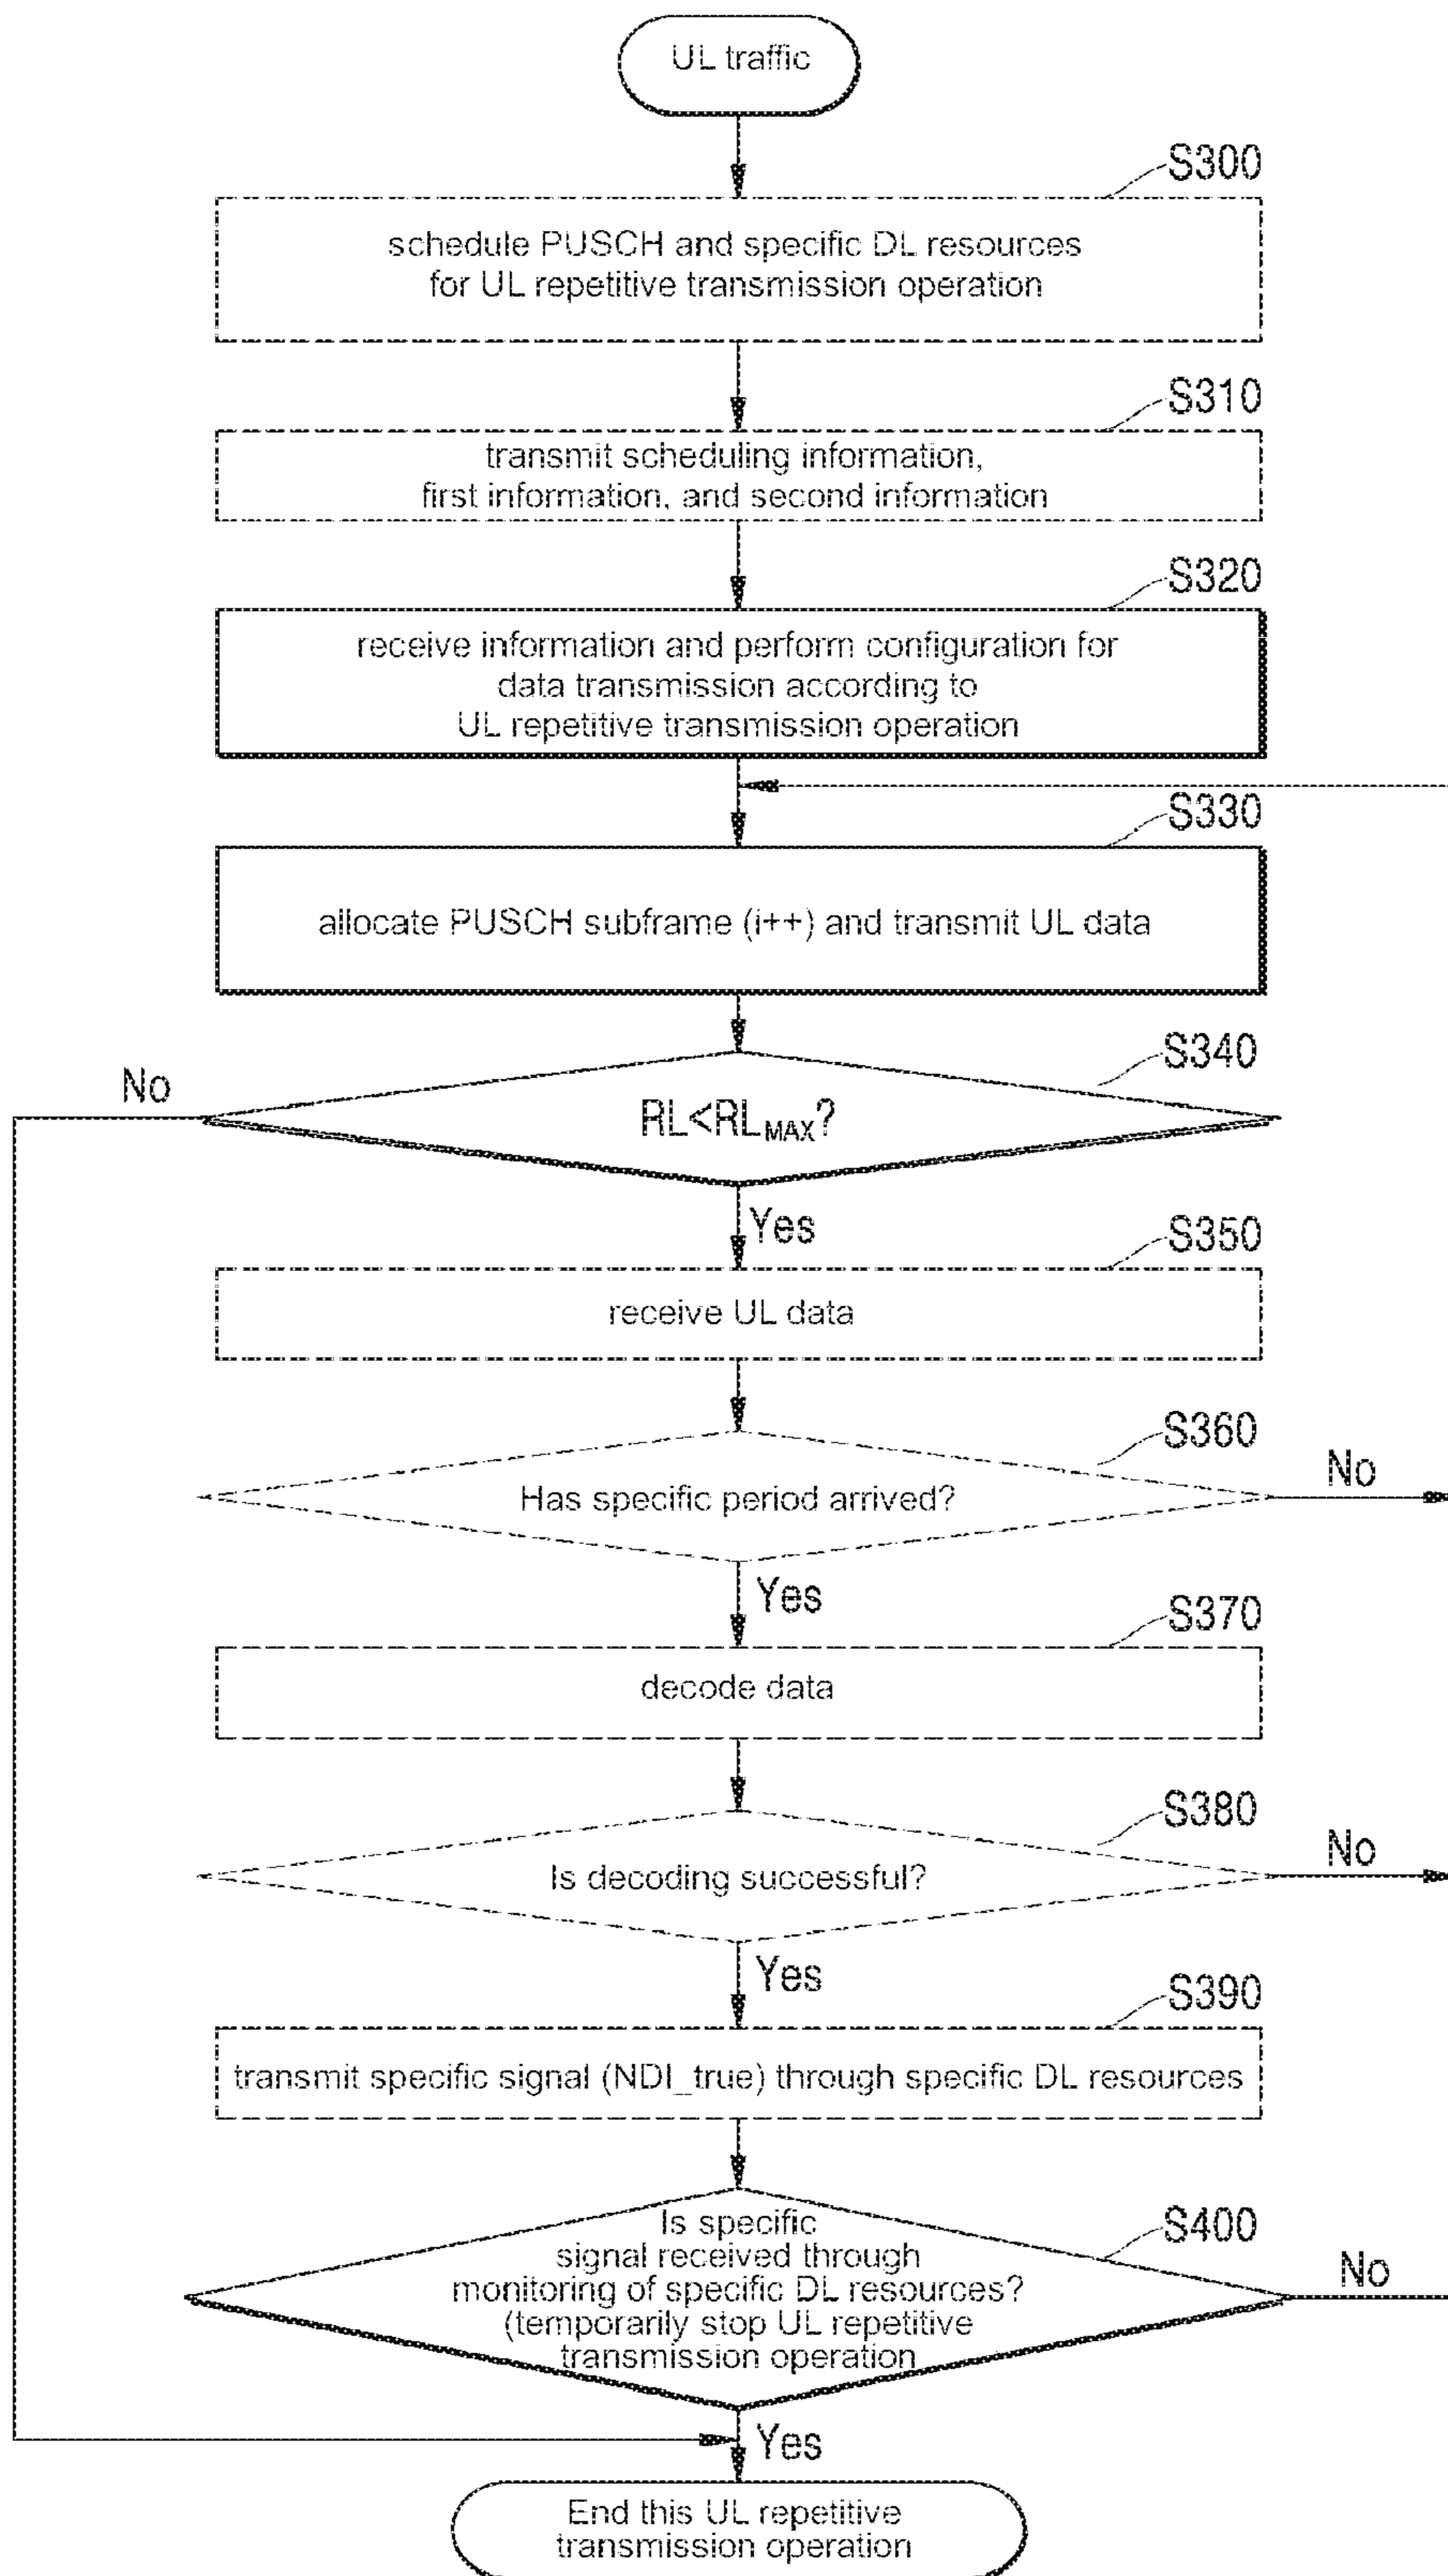 UL traffic
S300
schedule PUSCH and specific DL resources
for UL repetitive transmission operation
S310
transmit scheduling information,
first information, and second information
S320
receive information and perform configuration for
data transmission according to
UL repetitive transmission operation
S330
allocate PUSCH subframe (i++) and transmit UL data
S340
No
RL<RLMAX?
Yes
S350
receive UL data
S360
No
Has specific period arrived?
Yes
S370
decode data
S380
No
Is decoding successful?
Yes
S390
transmit specific signal (NDI_true) through specific DL resources
S400
Is specific
signal received through
monitoring of specific DL resources?
(temporarily stop UL repetitive
transmission operation
No
Yes
End this UL repetitive
transmission operation